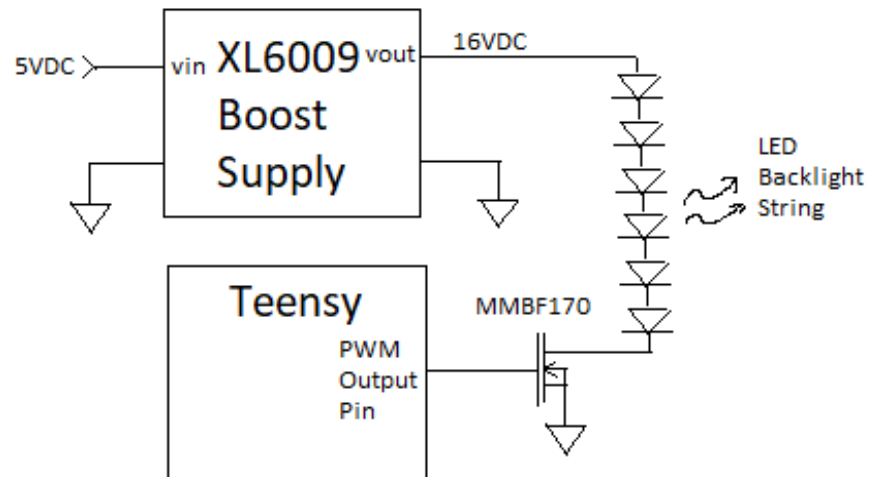 5VDC
vin
XL6009
vout
Boost
Supply
16VDC
LED
Backlight
String
Teensy
PWM
Output
Pin
MMBF170